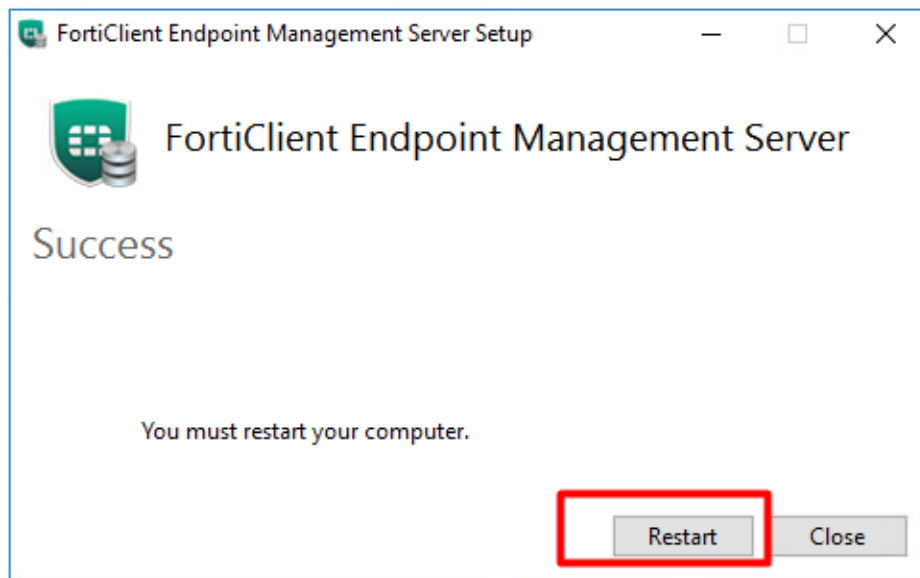 FortiClient Endpoint Management Server Setup
FortiClient Endpoint Management Server
Success
You must restart your computer.
Restart
Close